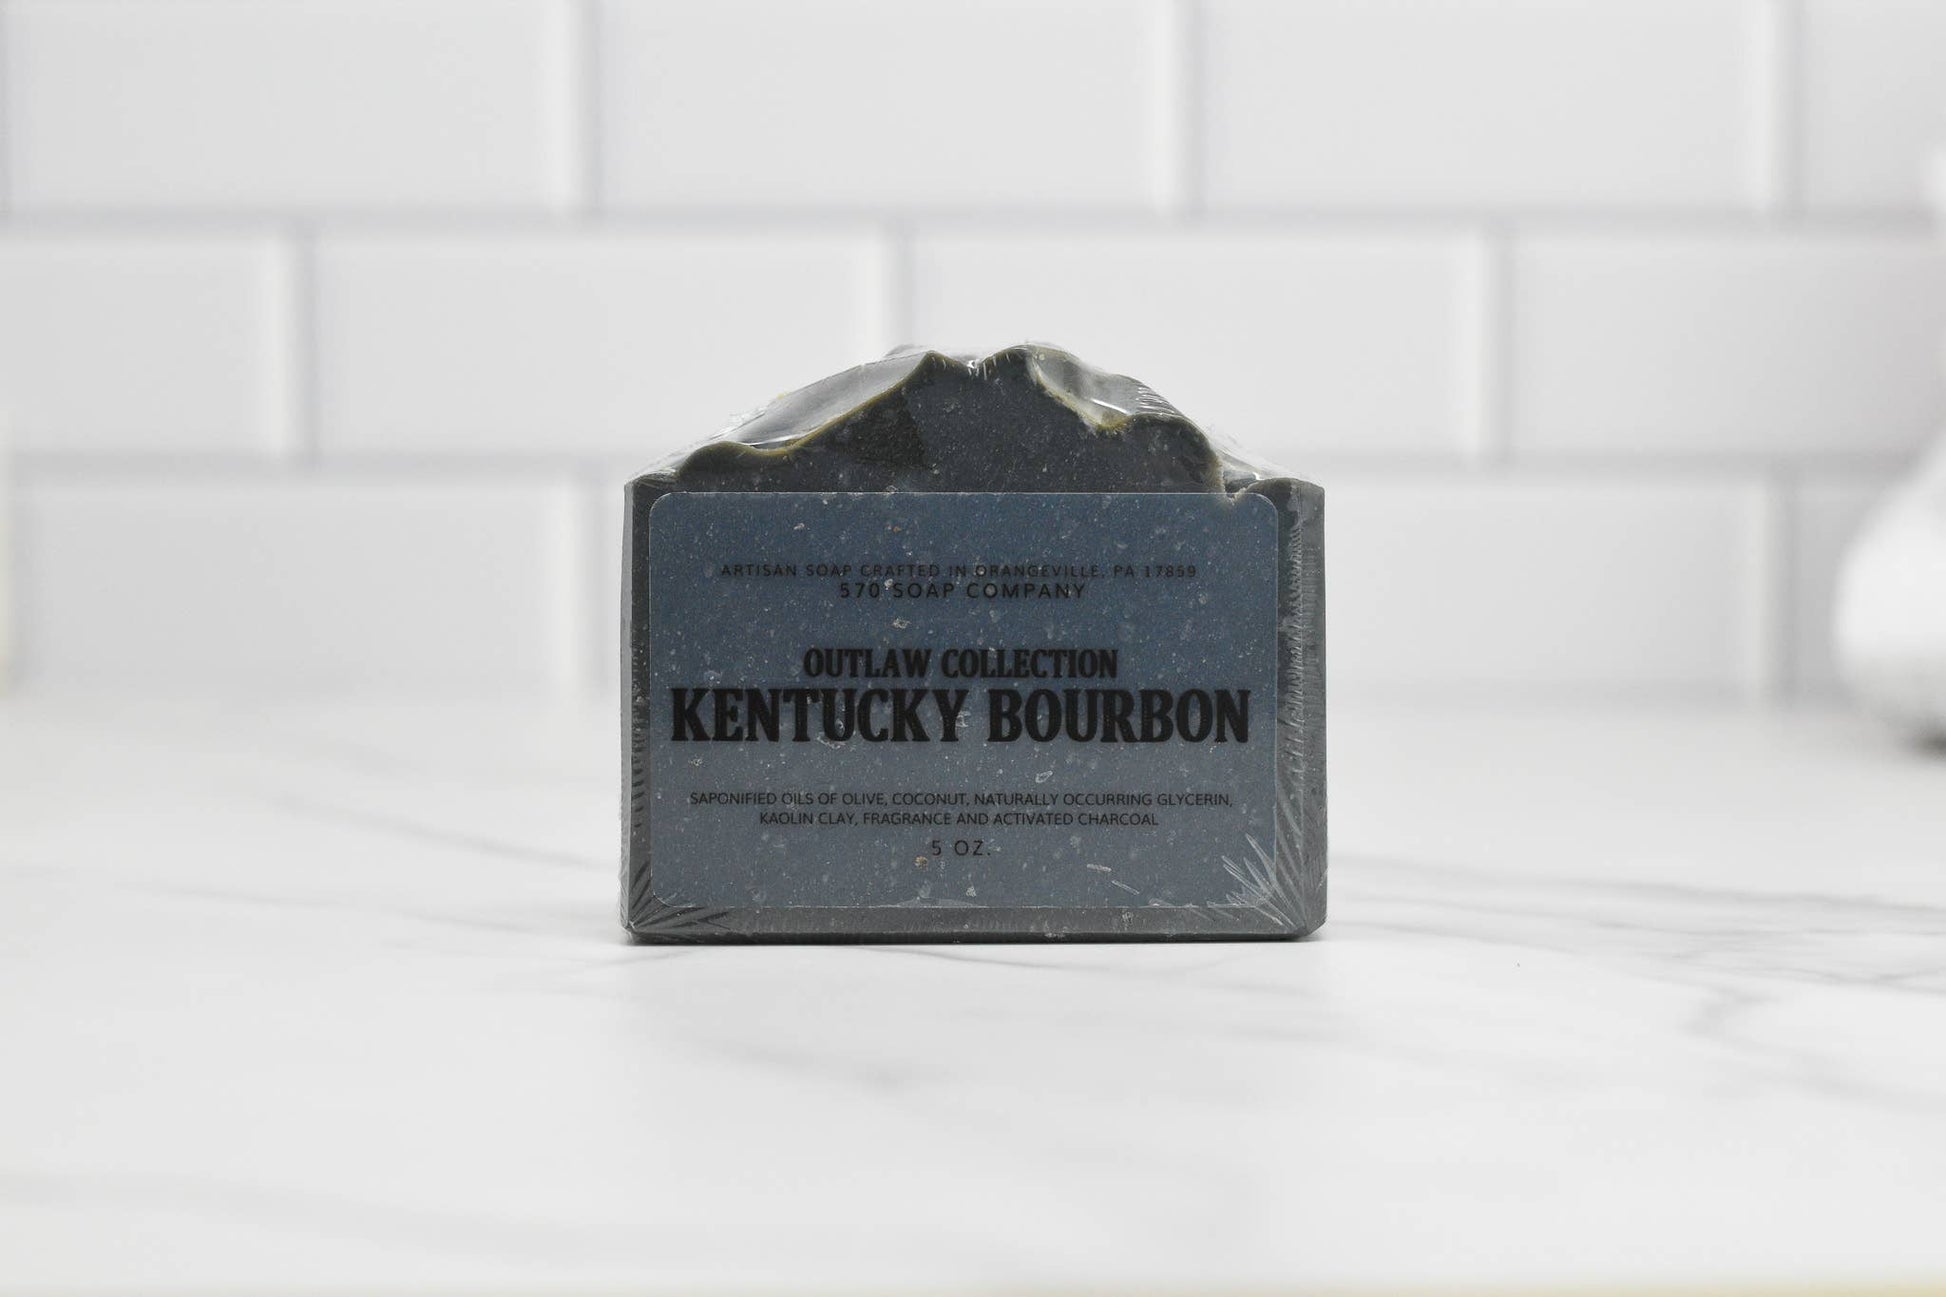 ARTISAN SOAP CRAFTED IN ORANGEVILLE, PA 17859
570 SOAP COMPANY
OUTLAW COLLECTION
KENTUCKY BOURBON
SAPONIFIED OILS OF OLIVE, COCONUT, NATURALLY OCCURRING GLYCERIN,
KAOLIN CLAY, FRAGRANCE AND ACTIVATED CHARCOAL
5 OZ.